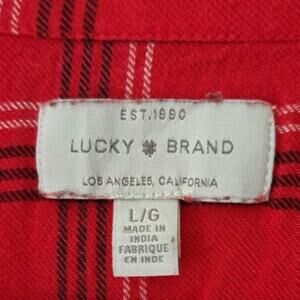 EST.1990
LUCKY BRAND
LOS ANGELES, CALIFORNIA
L/G
MADE IN
INDIA
FABRIQUE
EN INDE